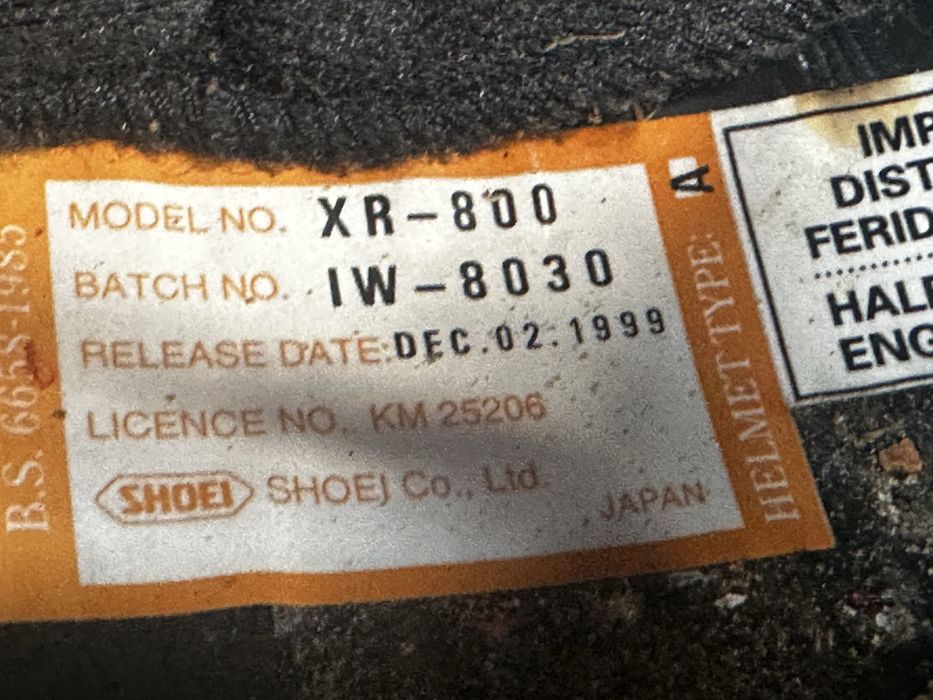 B.S. 6658-1985
MODEL NO. XR-800
BATCH NO. IW-8030
RELEASE DATE: DEC.02.1999
LICENCE NO. KM 25206
SHOEI SHOEI Co., Ltd.
JAPAN
HELMET TYPE: A
IMP
DIST
FERID
HALF
ENG